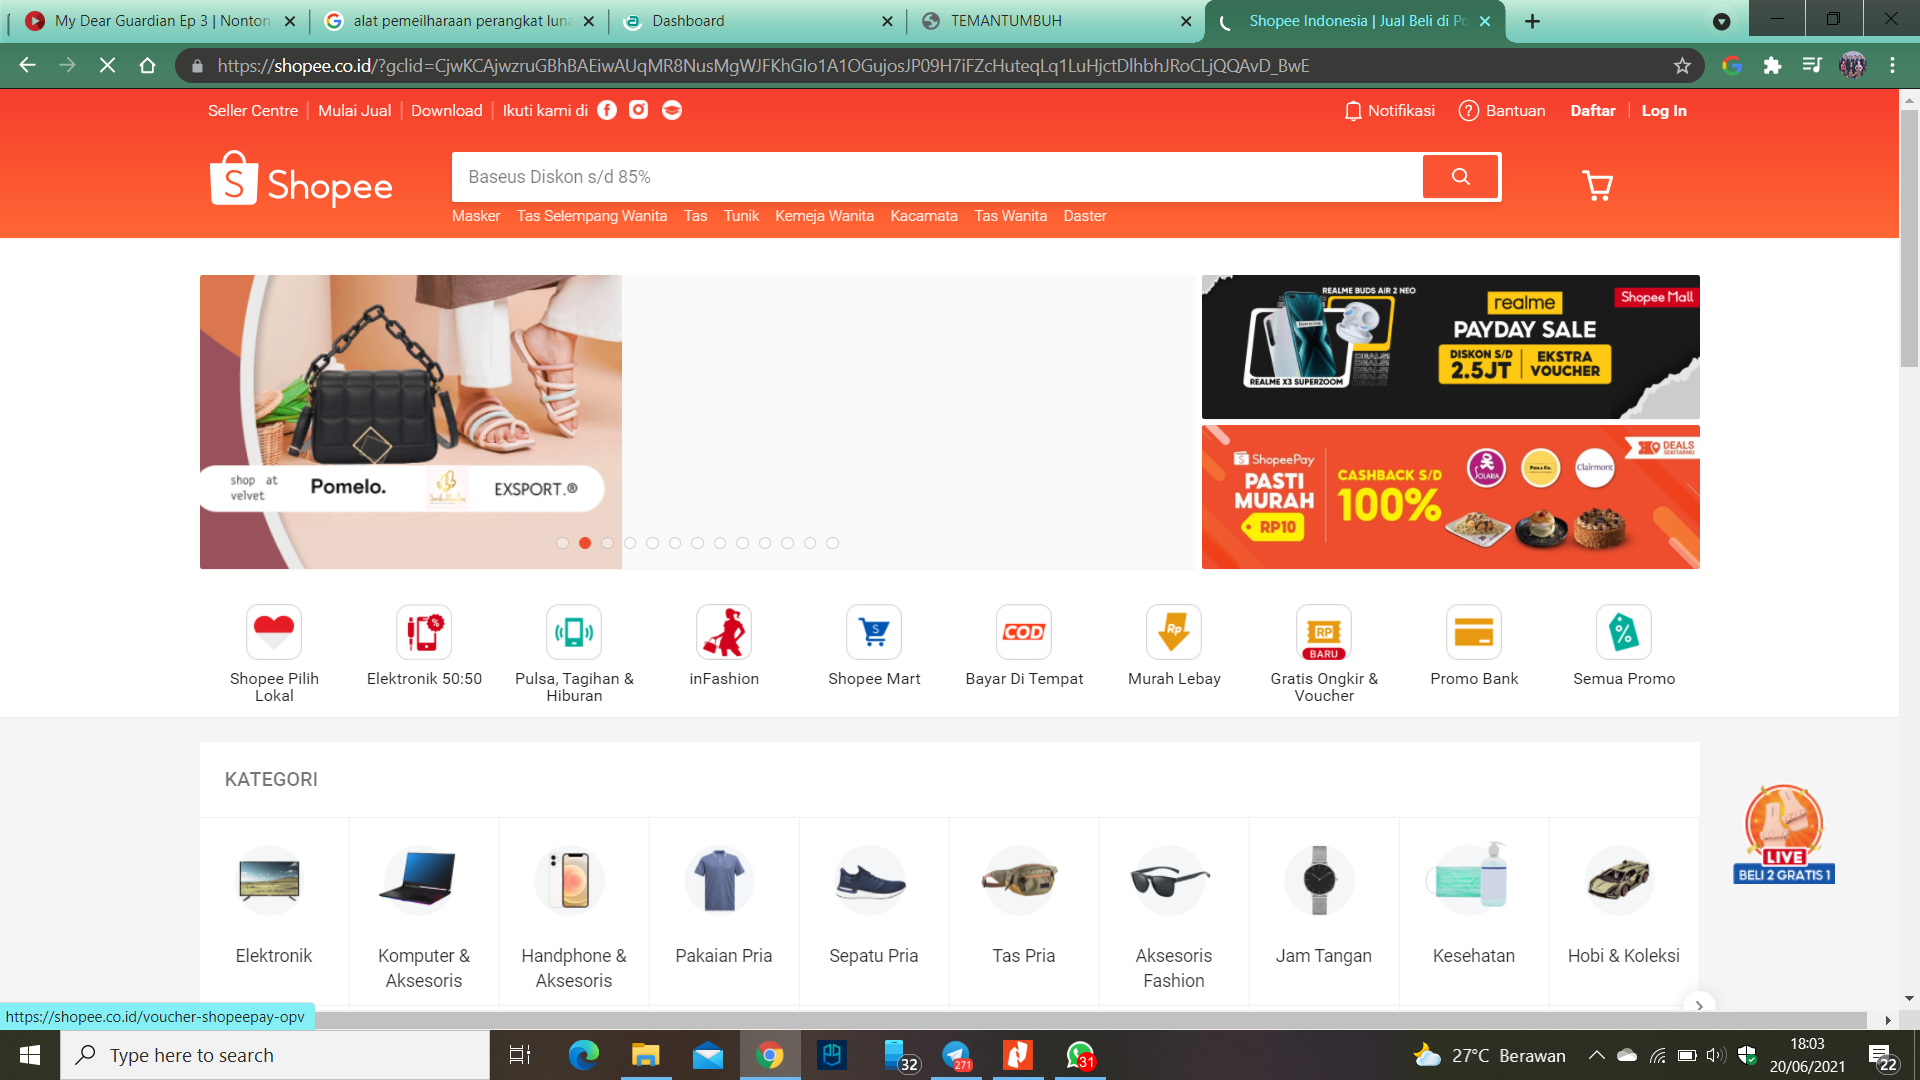 My Dear Guardian Ep 3 | Nonton
alat pemeilharaan perangkat luna
Dashboard
TEMANTUMBUH
Shopee Indonesia | Jual Beli di Po
https://shopee.co.id/?gclid=CjwKCAjwzruGBhBAEiwAUqMR8NusMgWJFKhGlo1A1OGujosJP09H7iFZcHuteqLq1LuHjctDlhbhJRoCLjQQAvD_BwE
Seller Centre | Mulai Jual | Download | Ikuti kami di
Notifikasi
Bantuan
Daftar | Log In
Shopee
Baseus Diskon s/d 85%
Masker Tas Selempang Wanita Tas Tunik Kemeja Wanita Kacamata Tas Wanita Daster
shop at
velvet
Pomelo.
EXSPORT.®
REALME BUDS AIR 2 NEO
realme
Shopee Mall
PAYDAY SALE
DISKON S/D
2.5JT
EKSTRA
VOUCHER
DEALS!
REALME X3 SUPERZOOM
ShopeePay
PASTI
MURAH
RP10
CASHBACK S/D
100%
SOLARIA
Clairmont
DEALS
SEKITARMU
COD
Rp
RP
BARU
Shopee Pilih
Lokal
Elektronik 50:50
Pulsa, Tagihan &
Hiburan
inFashion
Shopee Mart
Bayar Di Tempat
Murah Lebay
Gratis Ongkir &
Voucher
Promo Bank
Semua Promo
KATEGORI
Elektronik
Komputer &
Aksesoris
Handphone &
Aksesoris
Pakaian Pria
Sepatu Pria
Tas Pria
Aksesoris
Fashion
Jam Tangan
Kesehatan
Hobi & Koleksi
LIVE
BELI 2 GRATIS 1
https://shopee.co.id/voucher-shopeepay-opv
Type here to search
32
271
31
27°C Berawan
18:03
20/06/2021
22